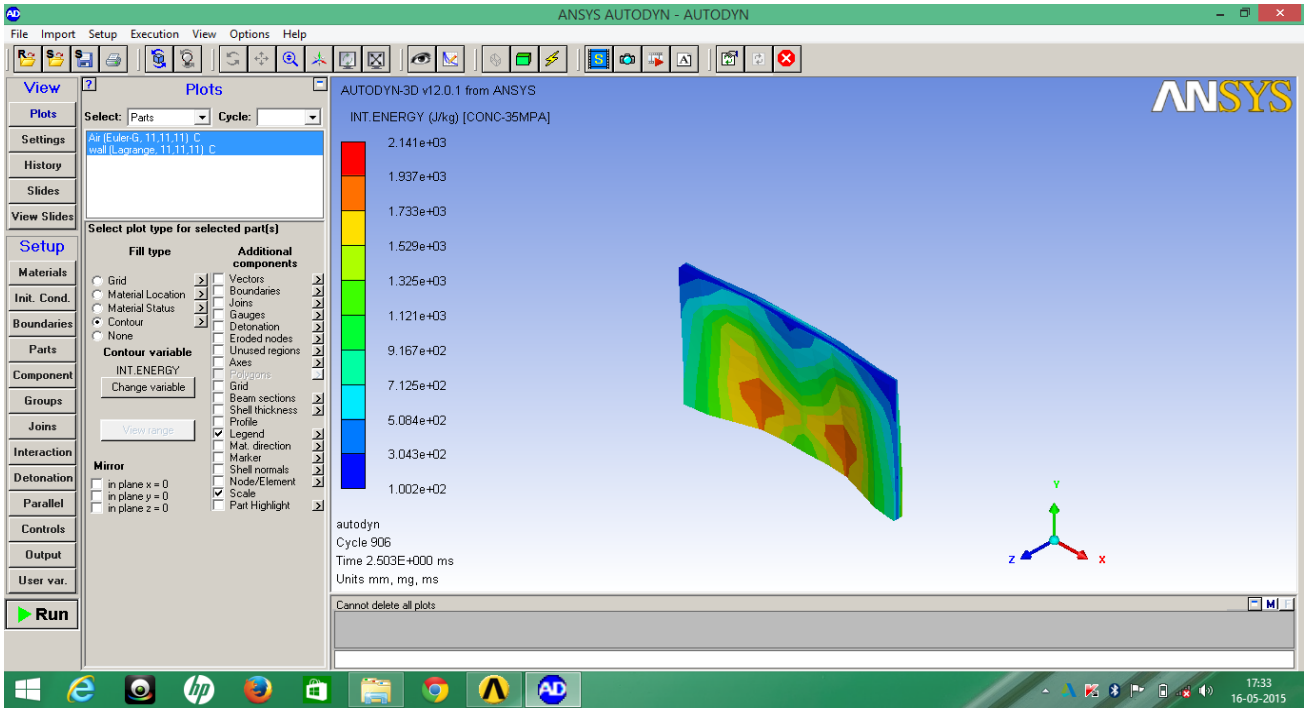 ANSYS AUTODYN - AUTODYN
File Import Setup Execution View Options Help
View
Plots
Settings
History
Slides
View Slides
Setup
Materials
Init. Cond.
Boundaries
Parts
Component
Groups
Joins
Interaction
Detonation
Parallel
Controls
Output
User var.
Run
Plots
Select: Parts Cycle:
Air (Euler-G, 11,11,11) C
wall (Lagrange, 11,11,11) C
Select plot type for selected part(s)
Fill type
Grid
Material Location
Material Status
Contour
None
Contour variable
INT.ENERGY
Change variable
View range
Mirror
in plane x = 0
in plane y = 0
in plane z = 0
Additional
components
Vectors
Boundaries
Joins
Gauges
Detonation
Eroded nodes
Unused regions
Axes
Polygons
Grid
Beam sections
Shell thickness
Profile
Legend
Mat. direction
Marker
Shell normals
Node/Element
Scale
Part Highlight
AUTODYN-3D v12.0.1 from ANSYS
INT.ENERGY (J/kg) [CONC-35MPA]
2.141e+03
1.937e+03
1.733e+03
1.529e+03
1.325e+03
1.121e+03
9.167e+02
7.125e+02
5.084e+02
3.043e+02
1.002e+02
autodyn
Cycle 906
Time 2.503E+000 ms
Units mm, mg, ms
ANSYS
Y
Z
X
Cannot delete all plots
M
hp
AD
17:33
16-05-2015